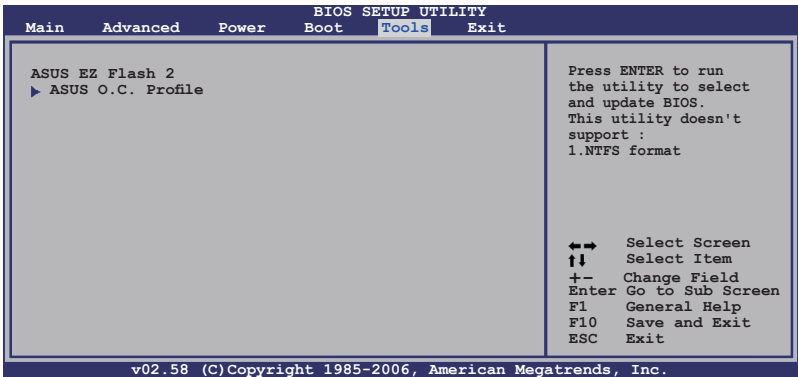 BIOS SETUP UTILITY
Main Advanced Power Boot Tools Exit
ASUS EZ Flash 2
ASUS O.C. Profile
Press ENTER to run
the utility to select
and update BIOS.
This utility doesn't
support :
1.NTFS format
←→ Select Screen
↑↓ Select Item
+- Change Field
Enter Go to Sub Screen
F1 General Help
F10 Save and Exit
ESC Exit
v02.58 (C)Copyright 1985-2006, American Megatrends, Inc.